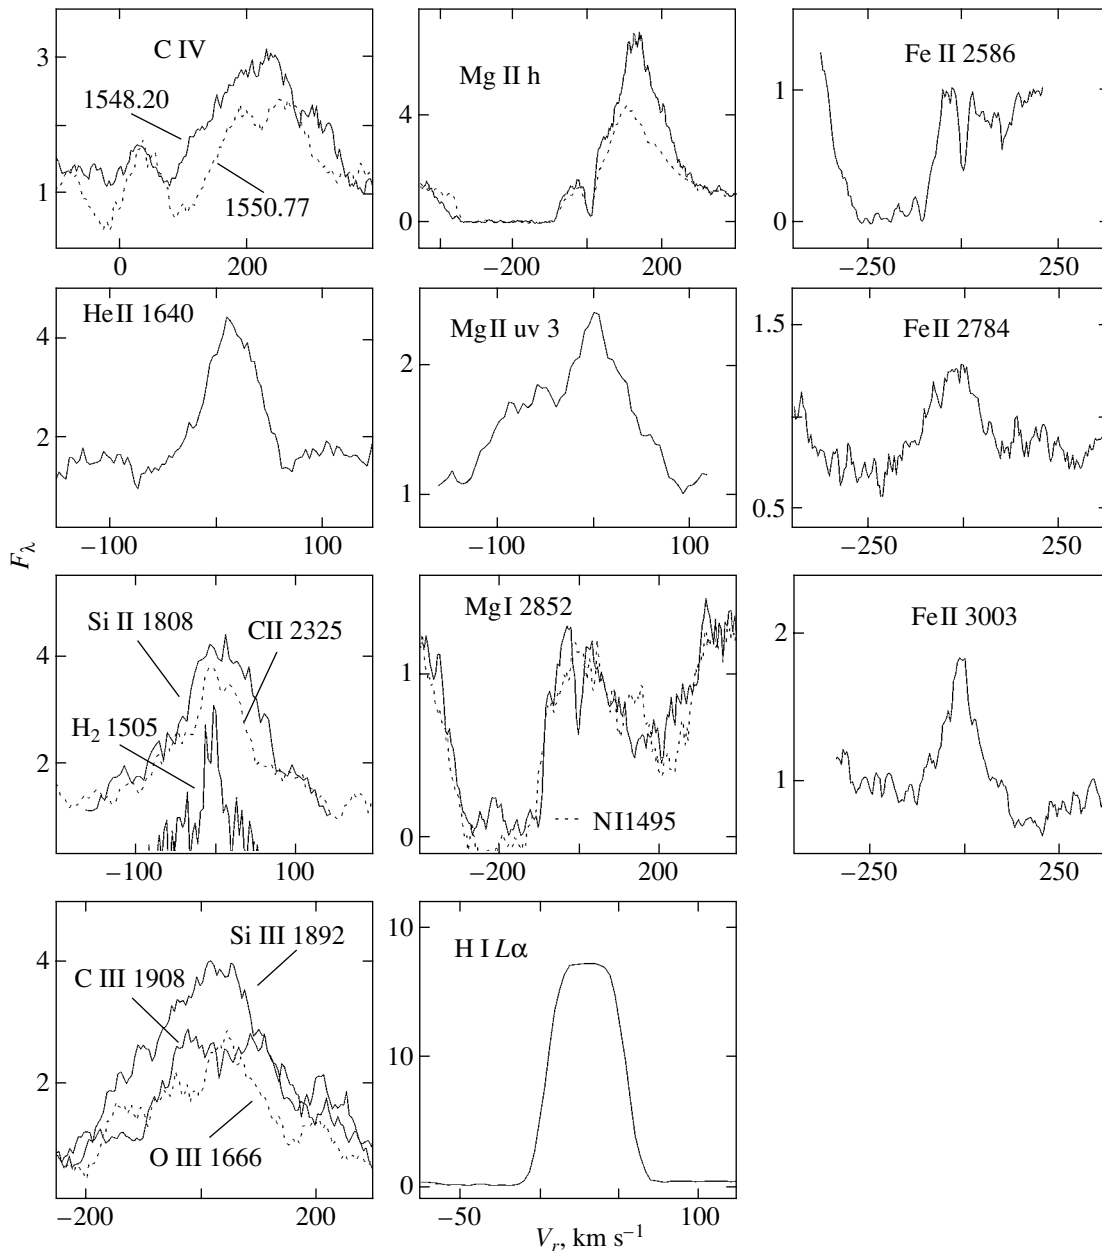 C IV
1548.20
1550.77
3
1
0
200
Mg II h
4
0
−200
200
Fe II 2586
1
0
−250
250
He II 1640
4
2
−100
100
Mg II uv 3
2
1
−100
100
Fe II 2784
1.5
0.5
−250
250
F_λ
Si II 1808
C II 2325
H₂ 1505
4
2
−100
100
Mg I 2852
N I 1495
1
0
−200
200
Fe II 3003
2
1
−250
250
Si III 1892
C III 1908
O III 1666
4
2
−200
200
H I Lα
10
10
0
−50
100
V_r, km s⁻¹